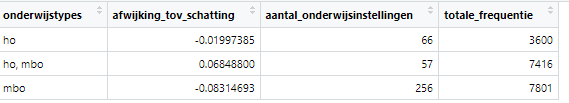 onderwijstypes afwijking_tov_schatting aantal_onderwijsinstellingen totale_frequentie
ho -0.01997385 66 3600
ho, mbo 0.06848800 57 7416
mbo -0.08314693 256 7801